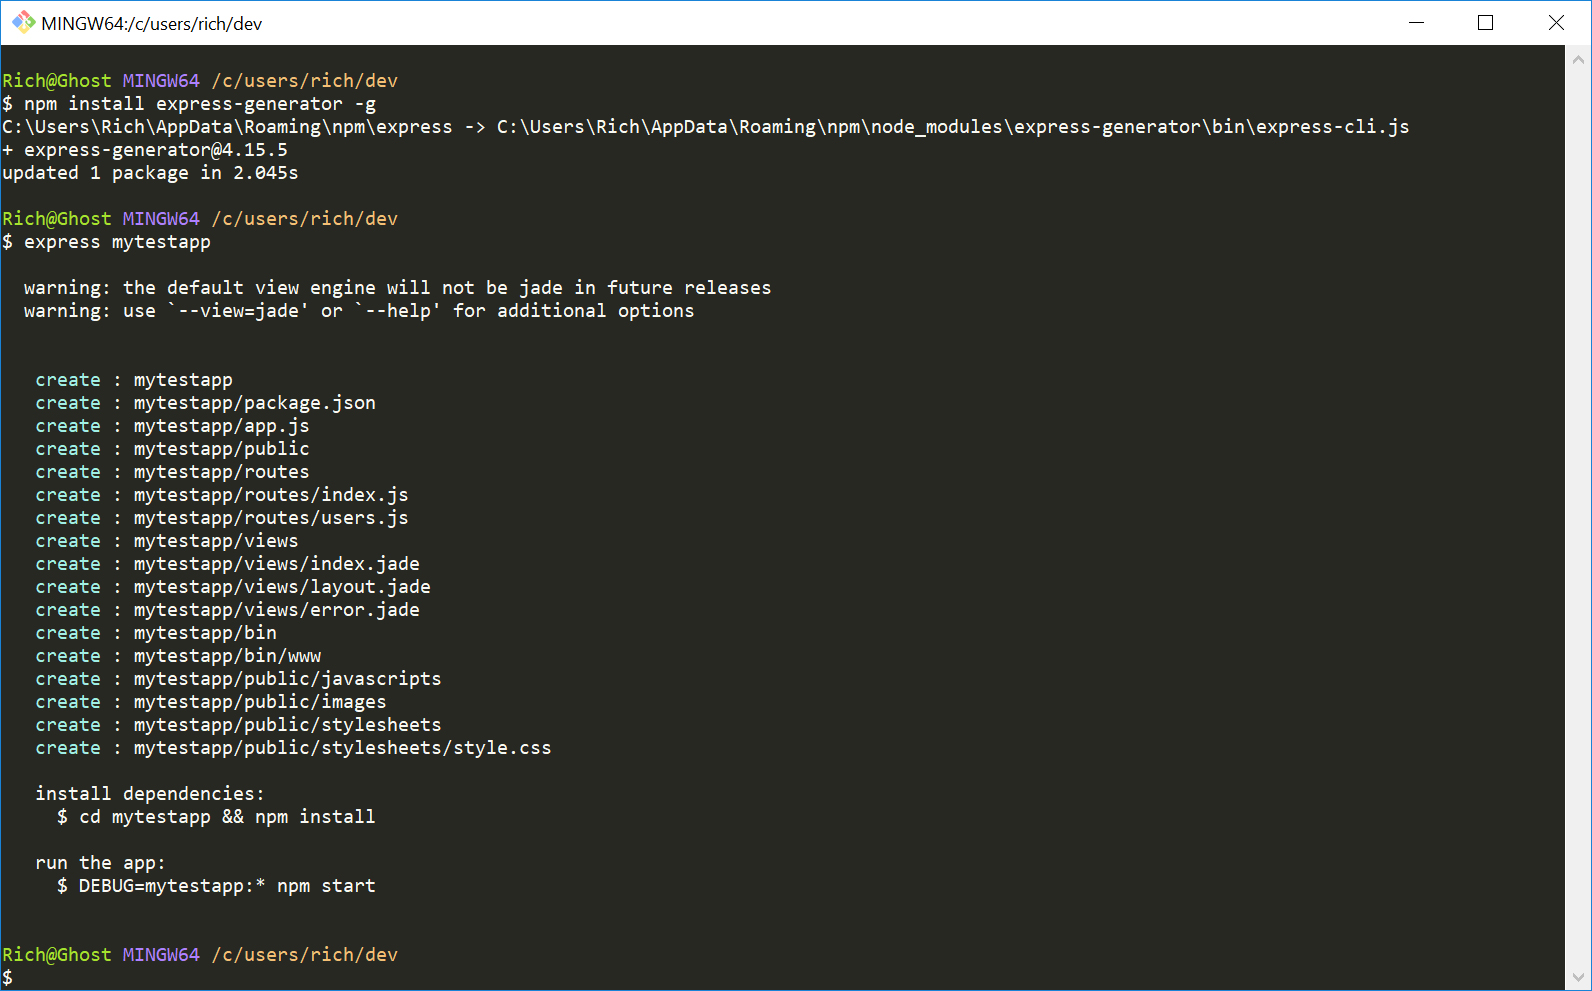 MINGW64:/c/users/rich/dev
Rich@Ghost MINGW64 /c/users/rich/dev
$ npm install express-generator -g
C:\Users\Rich\AppData\Roaming\npm\express -> C:\Users\Rich\AppData\Roaming\npm\node_modules\express-generator\bin\express-cli.js
+ express-generator@4.15.5
updated 1 package in 2.045s
Rich@Ghost MINGW64 /c/users/rich/dev
$ express mytestapp
warning: the default view engine will not be jade in future releases
warning: use `--view=jade' or `--help' for additional options
create : mytestapp
create : mytestapp/package.json
create : mytestapp/app.js
create : mytestapp/public
create : mytestapp/routes
create : mytestapp/routes/index.js
create : mytestapp/routes/users.js
create : mytestapp/views
create : mytestapp/views/index.jade
create : mytestapp/views/layout.jade
create : mytestapp/views/error.jade
create : mytestapp/bin
create : mytestapp/bin/www
create : mytestapp/public/javascripts
create : mytestapp/public/images
create : mytestapp/public/stylesheets
create : mytestapp/public/stylesheets/style.css
install dependencies:
$ cd mytestapp && npm install
run the app:
$ DEBUG=mytestapp:* npm start
Rich@Ghost MINGW64 /c/users/rich/dev
$